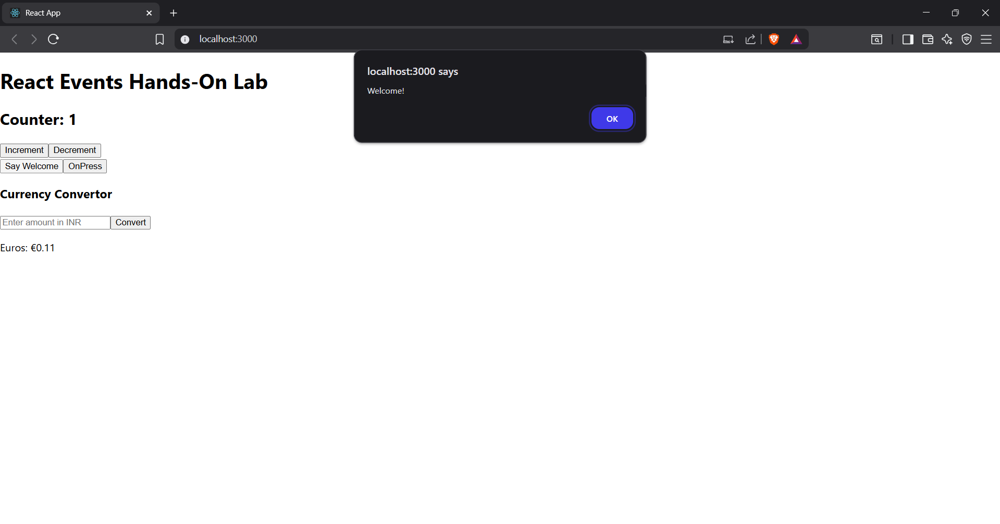 React App
localhost:3000
localhost:3000 says
Welcome!
OK
React Events Hands-On Lab
Counter: 1
Increment Decrement
Say Welcome OnPress
Currency Convertor
Enter amount in INR Convert
Euros: €0.11